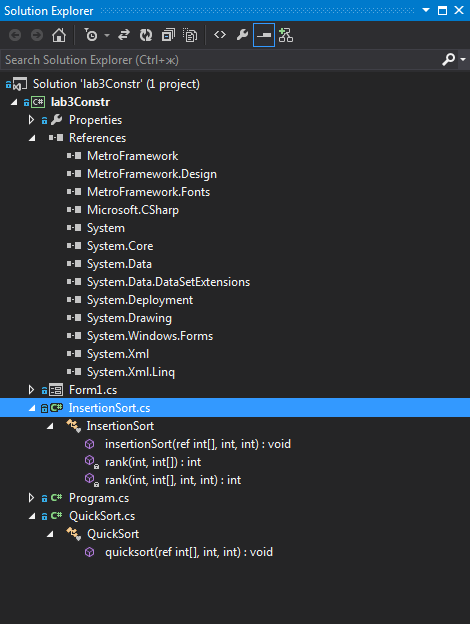 Solution Explorer
Search Solution Explorer (Ctrl+ж)
Solution 'lab3Constr' (1 project)
C# lab3Constr
Properties
References
MetroFramework
MetroFramework.Design
MetroFramework.Fonts
Microsoft.CSharp
System
System.Core
System.Data
System.Data.DataSetExtensions
System.Deployment
System.Drawing
System.Windows.Forms
System.Xml
System.Xml.Linq
Form1.cs
C# InsertionSort.cs
InsertionSort
insertionSort(ref int[], int, int) : void
rank(int, int[]) : int
rank(int, int[], int, int) : int
C# Program.cs
C# QuickSort.cs
QuickSort
quicksort(ref int[], int, int) : void